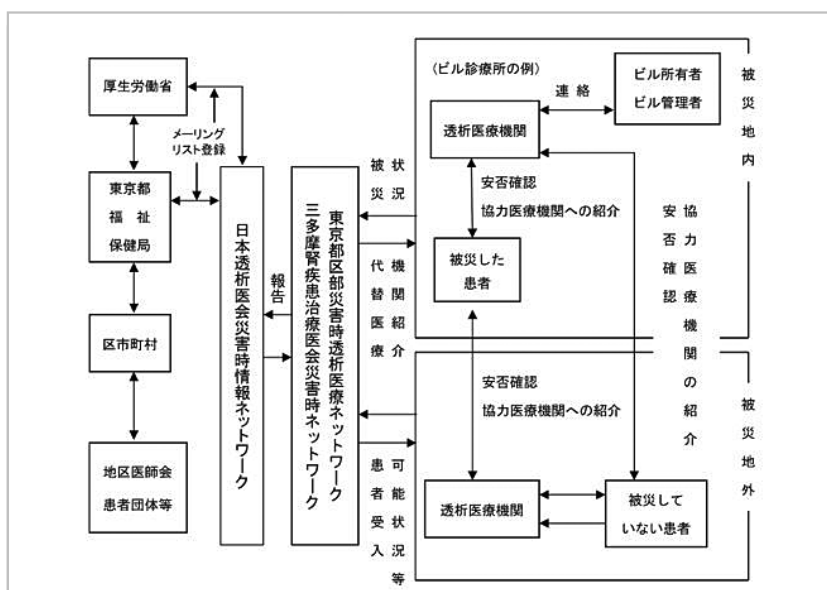 厚生労働省
メーリング
リスト登録
東京都
福祉
保健局
区市町村
地区医師会
患者団体等
日本透析医会災害時情報ネットワーク
報告
東京都区部災害時透析医療ネットワーク
三多摩腎疾患治療医会災害時ネットワーク
状況
被災
機関紹介
代替医療
可能状況等
患者受入
（ビル診療所の例）
透析医療機関
連絡
ビル所有者
ビル管理者
被災地内
安否確認
協力医療機関への紹介
被災した
患者
協力医療機関の紹介
安否確認
安否確認
協力医療機関への紹介
被災地外
透析医療機関
被災して
いない患者